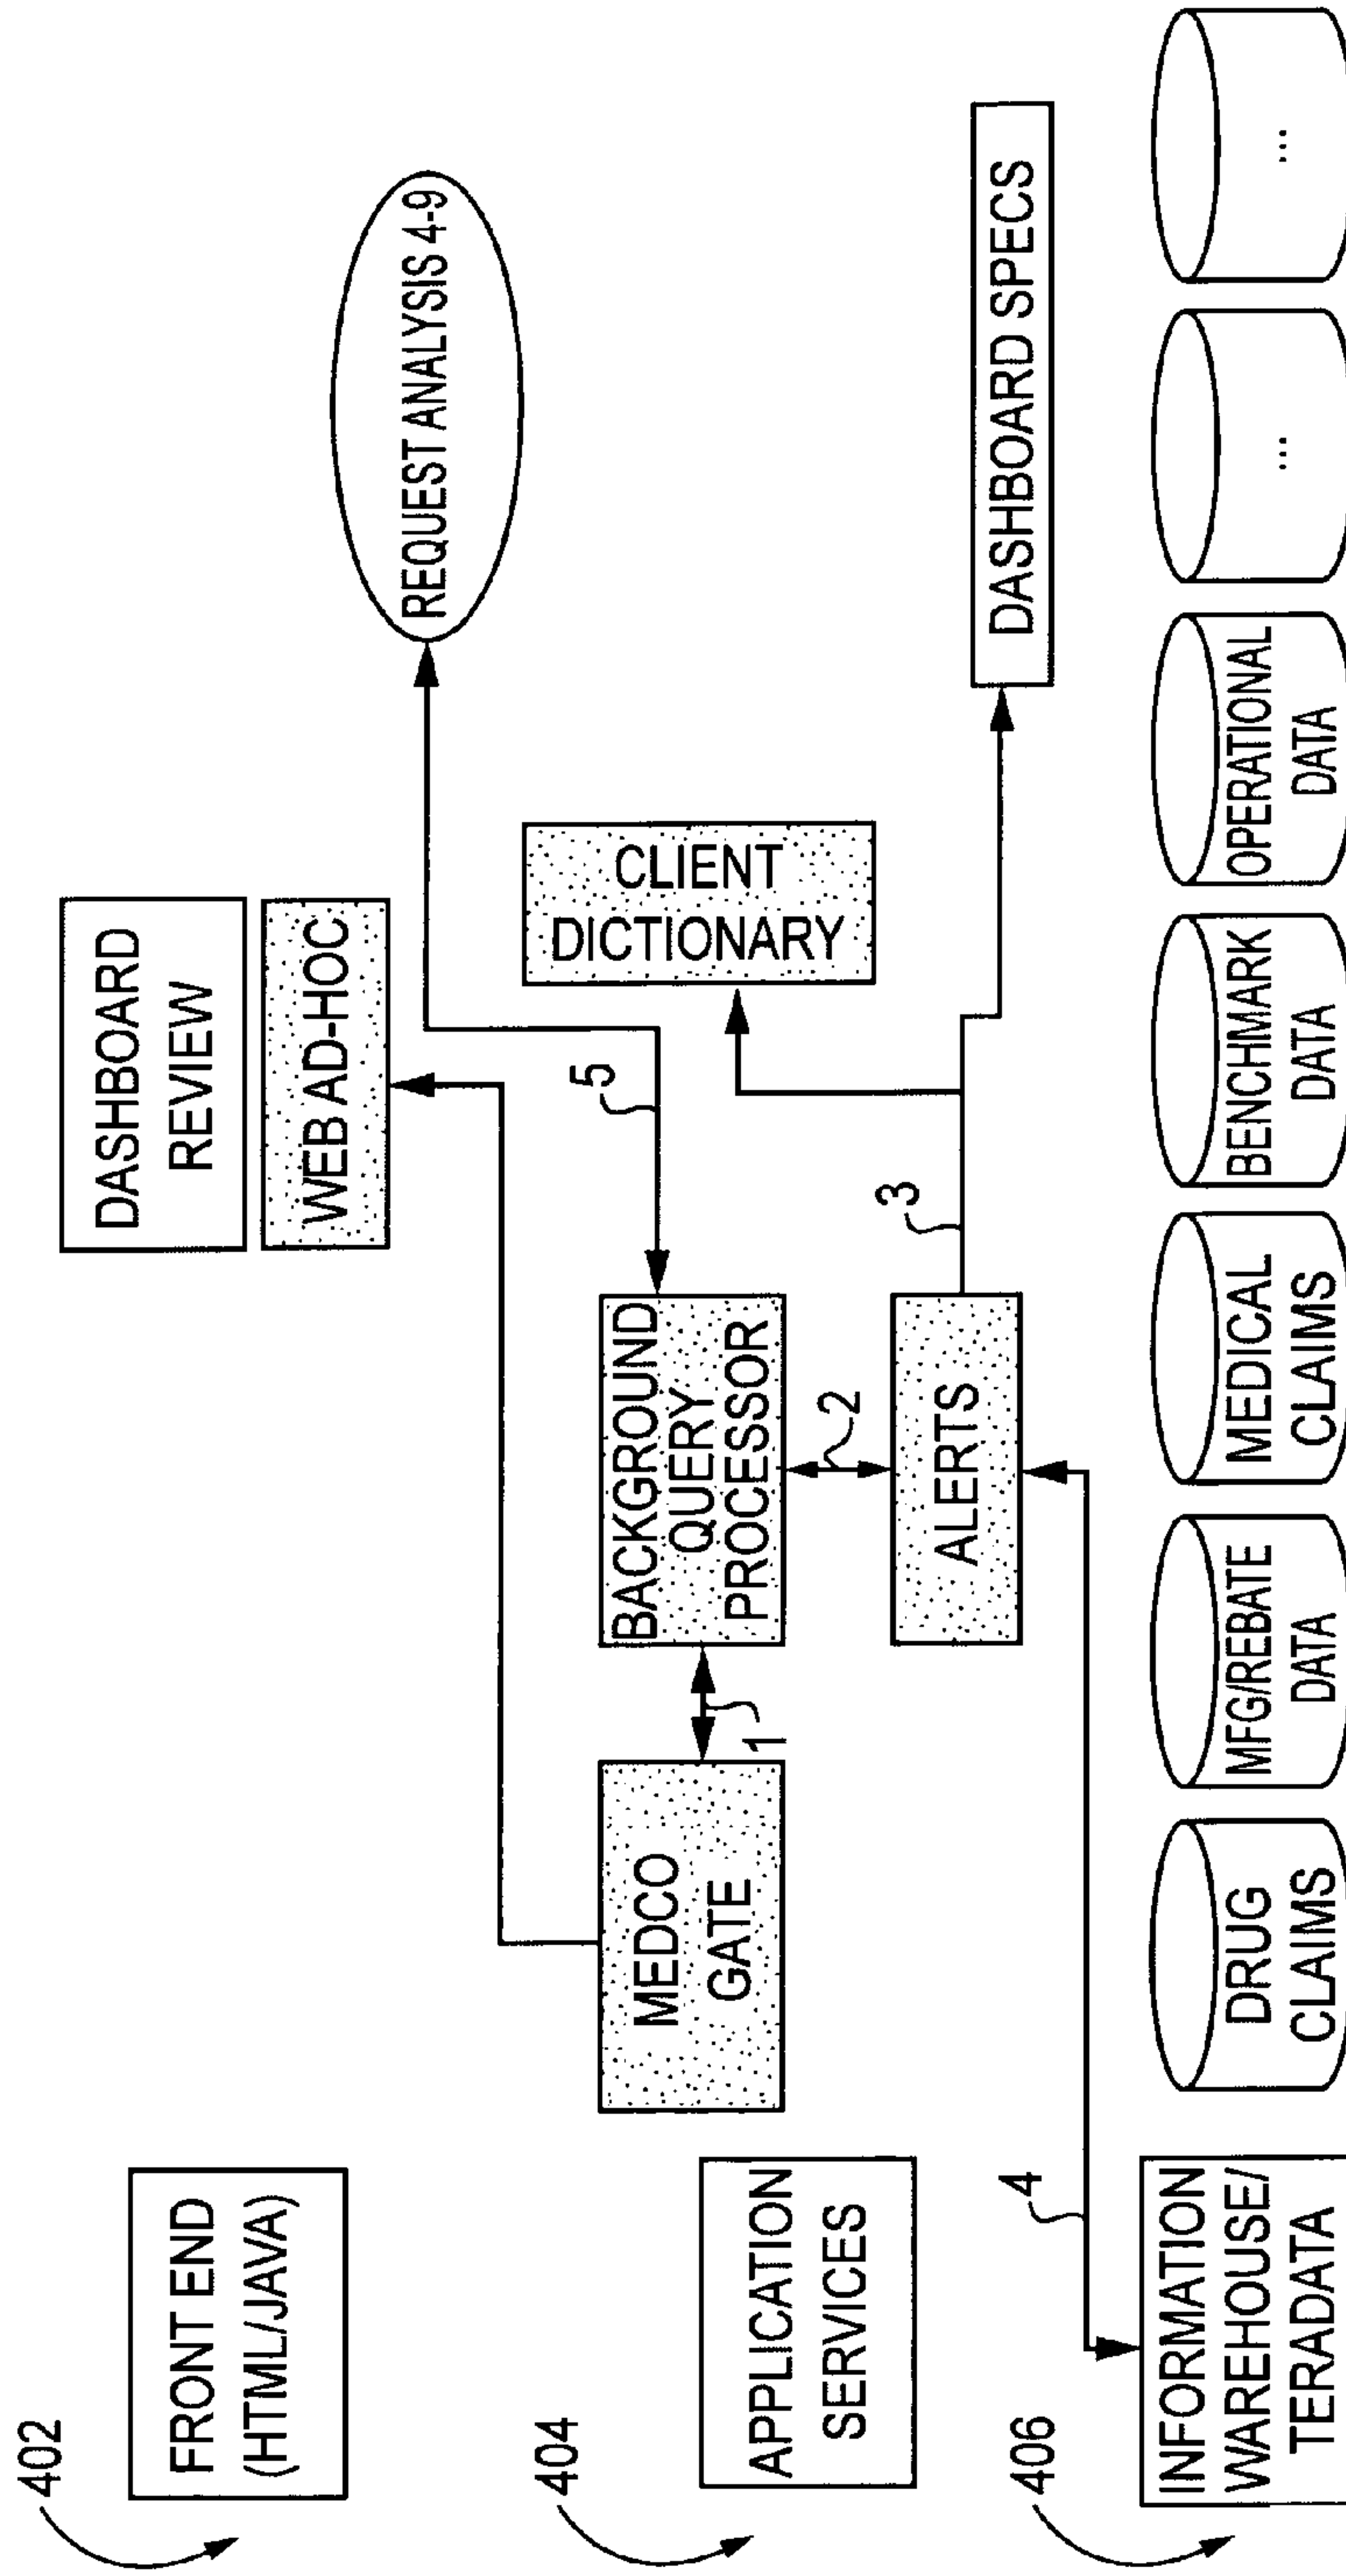 402
FRONT END
(HTML/JAVA)
DASHBOARD
REVIEW
WEB AD-HOC
REQUEST ANALYSIS 4-9
404
APPLICATION
SERVICES
MEDCO
GATE
1
BACKGROUND
QUERY
PROCESSOR
5
CLIENT
DICTIONARY
2
ALERTS
3
DASHBOARD SPECS
4
406
INFORMATION
WAREHOUSE/
TERADATA
DRUG
CLAIMS
MFG/REBATE
DATA
MEDICAL
CLAIMS
BENCHMARK
DATA
OPERATIONAL
DATA
...
...